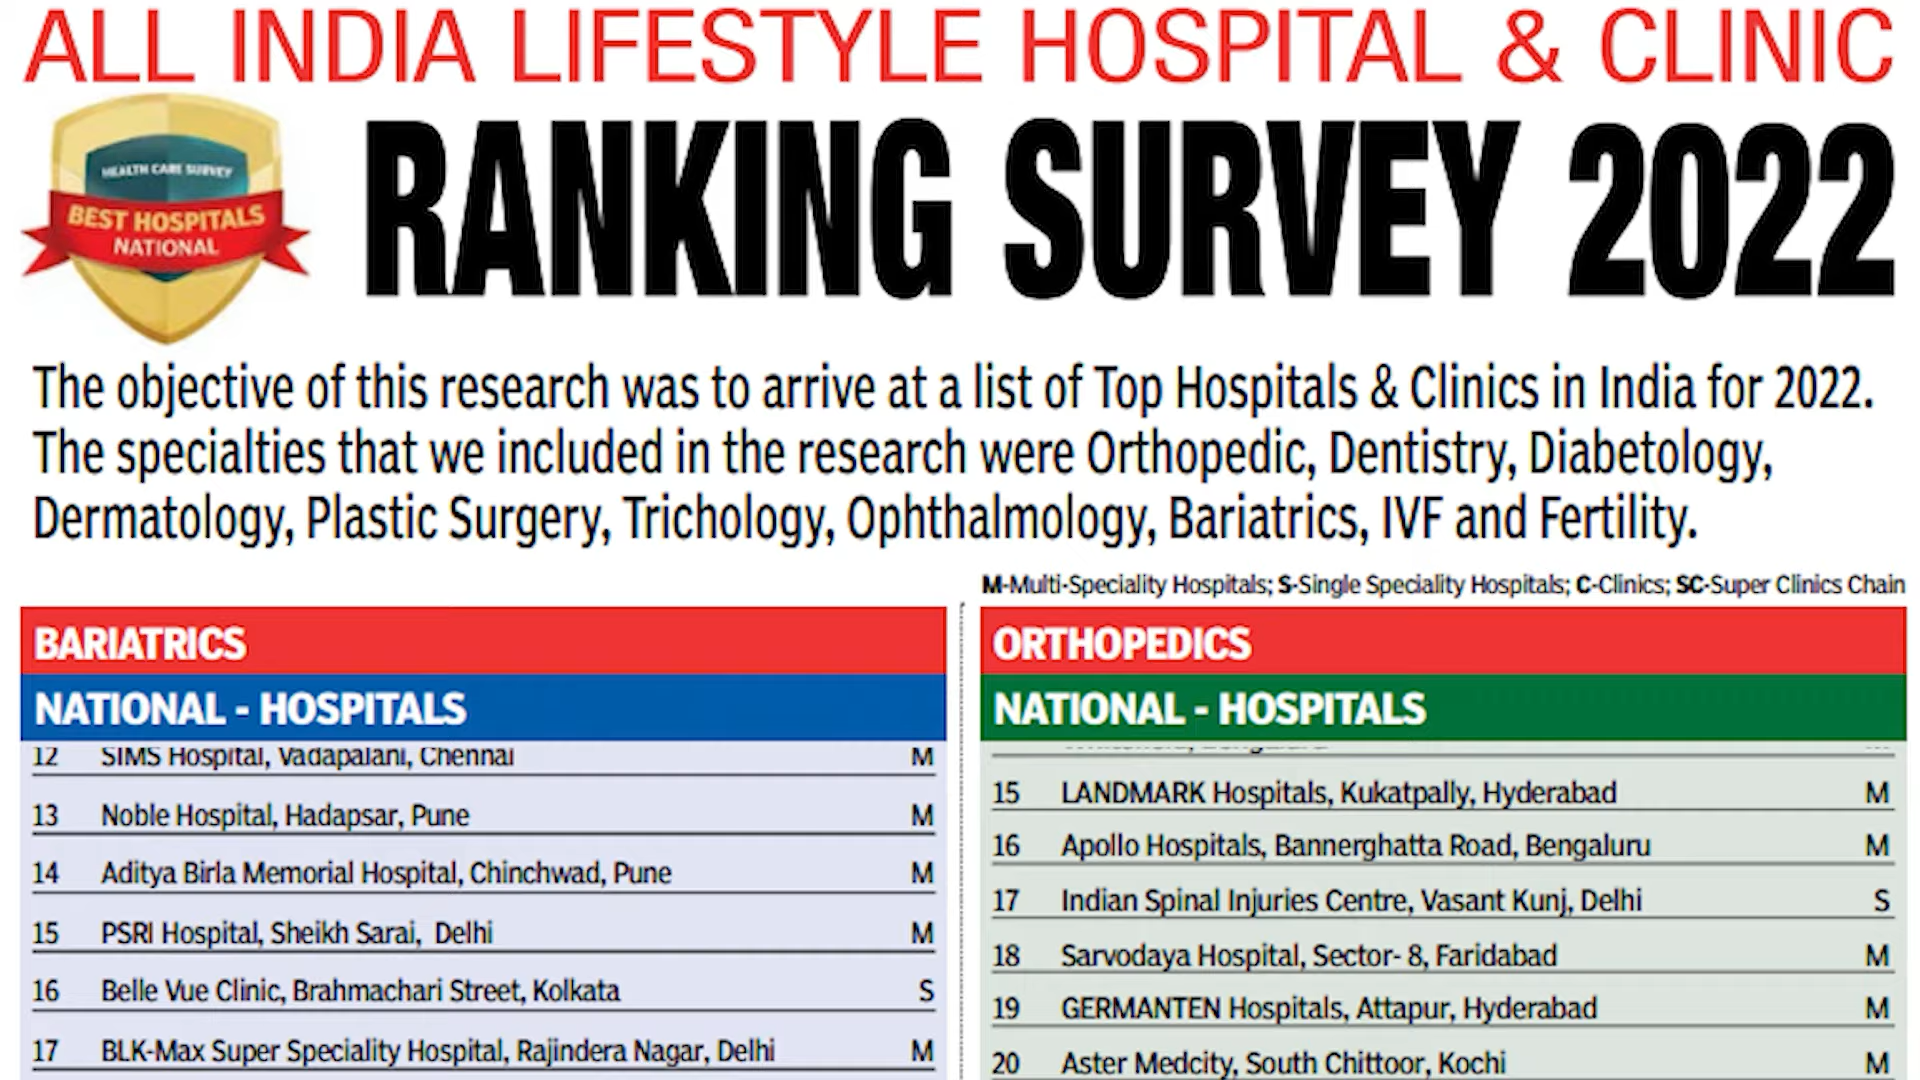 ALL INDIA LIFESTYLE HOSPITAL & CLINIC
HEALTH CARE SURVEY
BEST HOSPITALS
NATIONAL
RANKING SURVEY 2022
The objective of this research was to arrive at a list of Top Hospitals & Clinics in India for 2022.
The specialties that we included in the research were Orthopedic, Dentistry, Diabetology,
Dermatology, Plastic Surgery, Trichology, Ophthalmology, Bariatrics, IVF and Fertility.
M-Multi-Speciality Hospitals; S-Single Speciality Hospitals; C-Clinics; SC-Super Clinics Chain
BARIATRICS
NATIONAL - HOSPITALS
12 SIMS Hospital, Vadapalani, Chennai M
13 Noble Hospital, Hadapsar, Pune M
14 Aditya Birla Memorial Hospital, Chinchwad, Pune M
15 PSRI Hospital, Sheikh Sarai, Delhi M
16 Belle Vue Clinic, Brahmachari Street, Kolkata S
17 BLK-Max Super Speciality Hospital, Rajindera Nagar, Delhi M
ORTHOPEDICS
NATIONAL - HOSPITALS
15 LANDMARK Hospitals, Kukatpally, Hyderabad M
16 Apollo Hospitals, Bannerghatta Road, Bengaluru M
17 Indian Spinal Injuries Centre, Vasant Kunj, Delhi S
18 Sarvodaya Hospital, Sector- 8, Faridabad M
19 GERMANTEN Hospitals, Attapur, Hyderabad M
20 Aster Medcity, South Chittoor, Kochi M